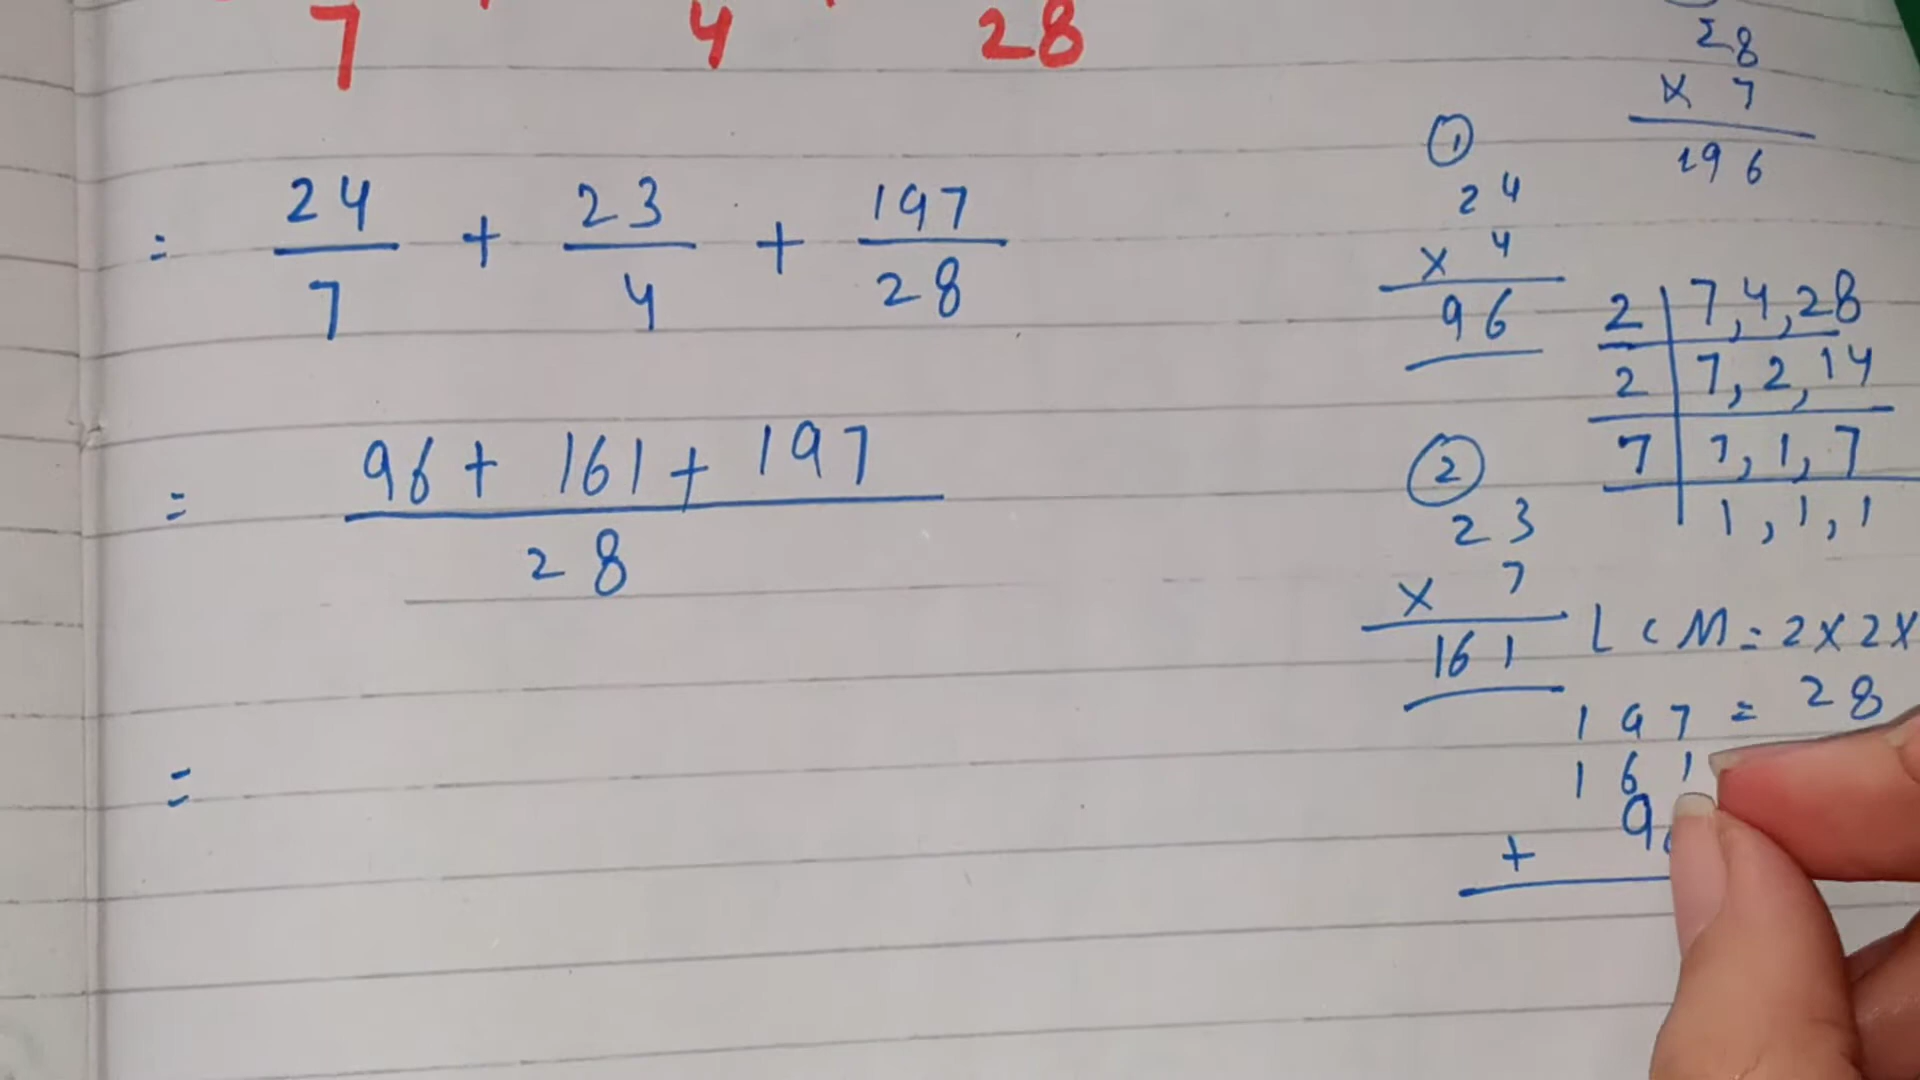 7 4 28
= 24/7 + 23/4 + 197/28
= 96 + 161 + 197 / 28
=
28
× 7
196
①
24
× 4
96
2 | 7, 4, 28
2 | 7, 2, 14
7 | 7, 1, 7
1, 1, 1
②
23
× 7
161
LCM = 2 × 2 ×
= 28
197
161
+ 9